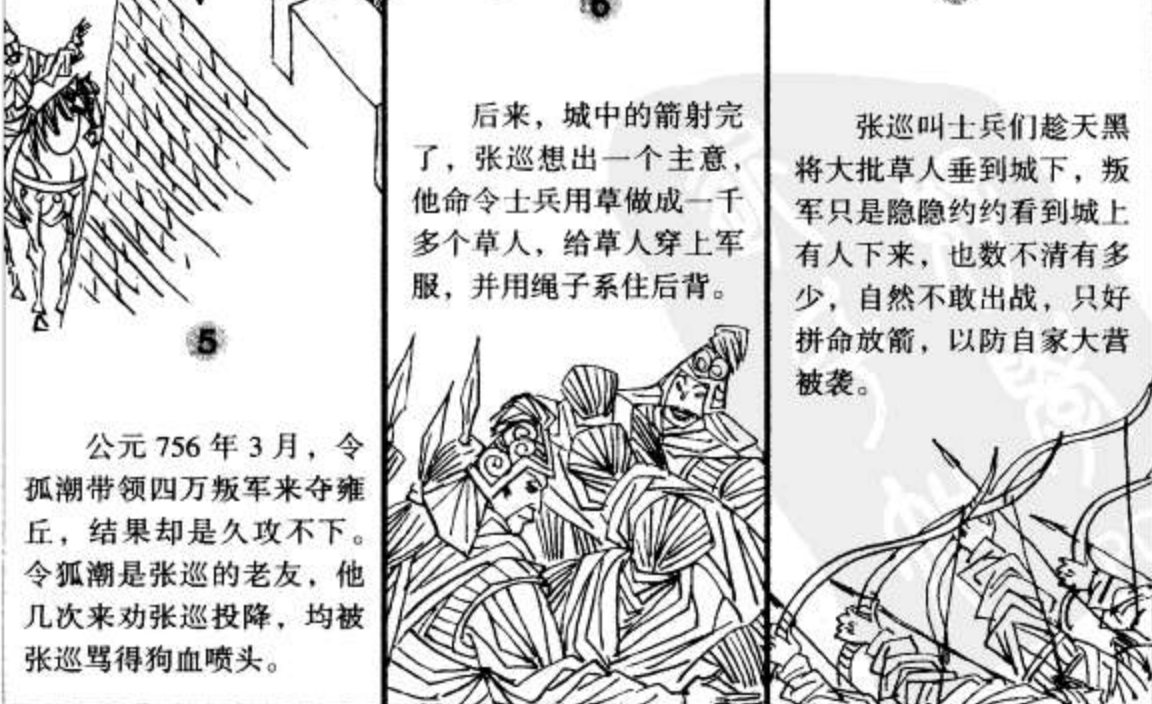 5
公元 756 年 3 月，令
孤潮带领四万叛军来夺雍
丘，结果却是久攻不下。
令狐潮是张巡的老友，他
几次来劝张巡投降，均被
张巡骂得狗血喷头。
6
后来，城中的箭射完
了，张巡想出一个主意，
他命令士兵用草做成一千
多个草人，给草人穿上军
服，并用绳子系住后背。
张巡叫士兵们趁天黑
将大批草人垂到城下，叛
军只是隐隐约约看到城上
有人下来，也数不清有多
少，自然不敢出战，只好
拼命放箭，以防自家大营
被袭。